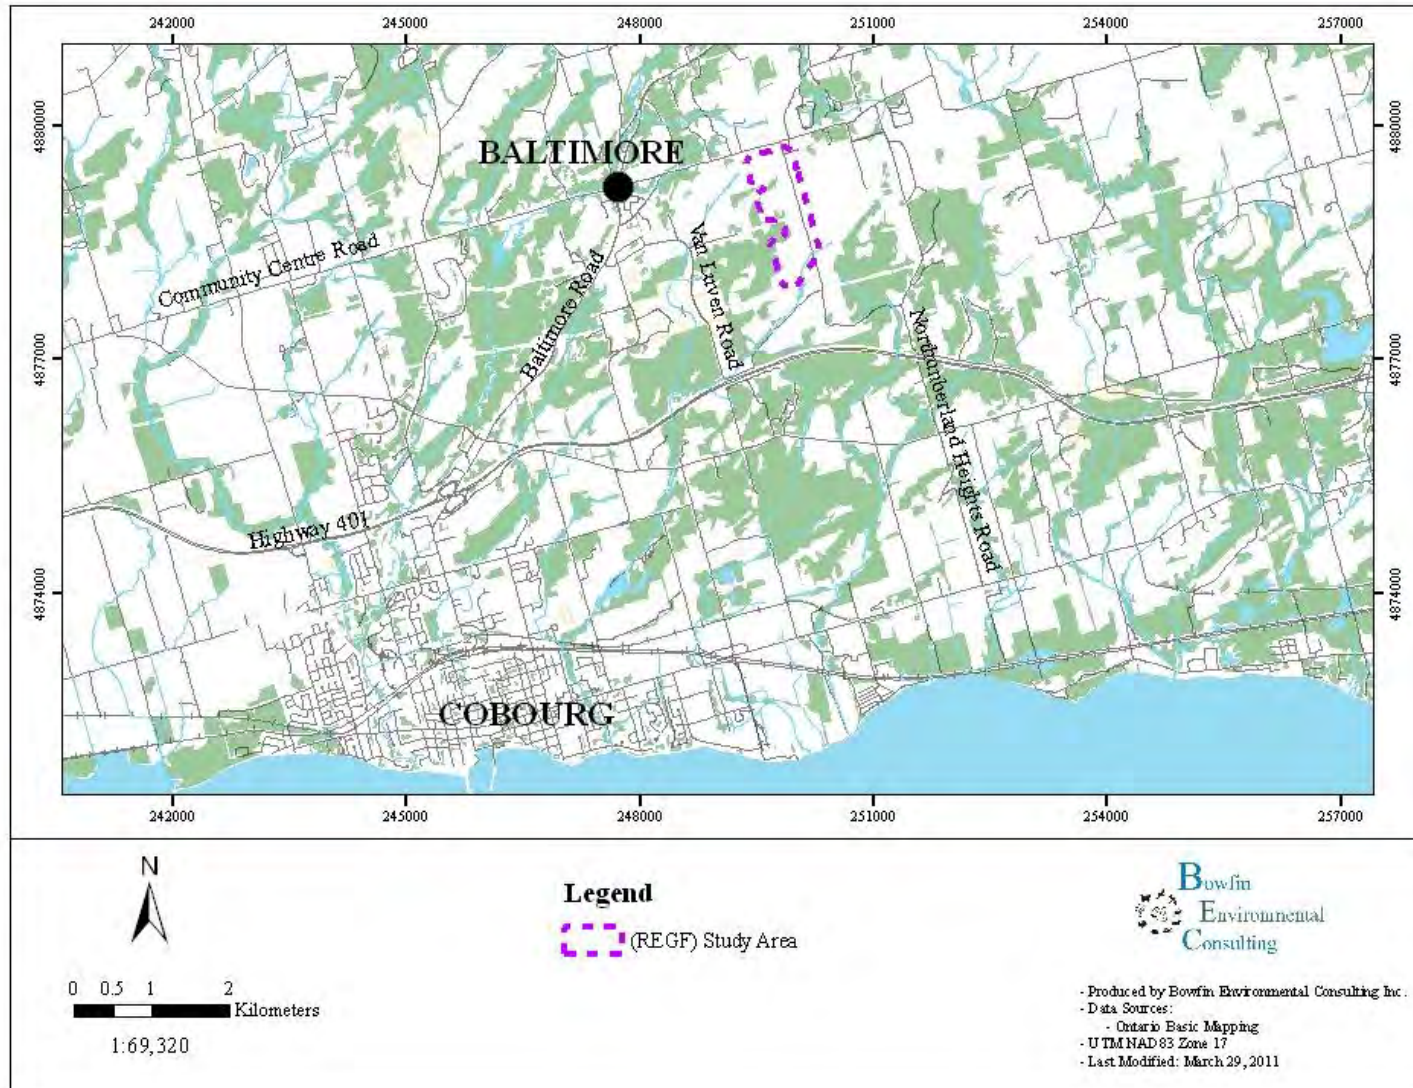 242000 245000 248000 251000 254000 257000
4880000
4880000
BALTIMORE
Community Centre Road
Baltimore Road
Van Luven Road
Northumberland Heights Road
4877000
4877000
Highway 401
4874000
4874000
COBOURG
242000 245000 248000 251000 254000 257000
N
0 0.5 1 2
Kilometers
1:69,320
Legend
(REGF) Study Area
Bowfin
Environmental
Consulting
- Produced by Bowfin Environmental Consulting Inc.
- Data Sources:
- Ontario Basic Mapping
- UTM NAD 83 Zone 17
- Last Modified: March 29, 2011